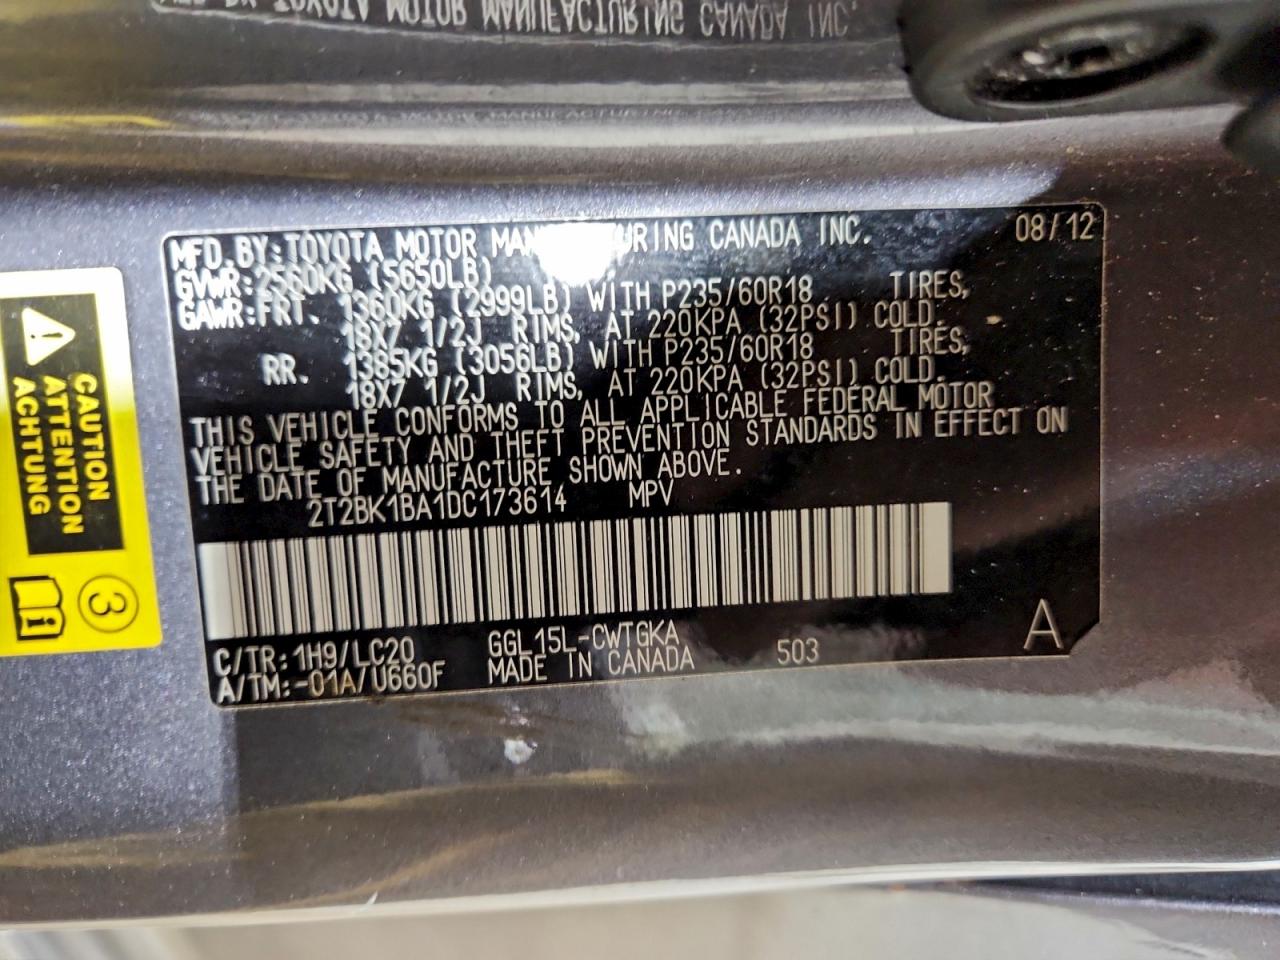 MFD. BY: TOYOTA MOTOR MANUFACTURING CANADA INC. 08/12
GVWR: 2560KG (5650LB)
GAWR: FRT. 1360KG (2999LB) WITH P235/60R18 TIRES,
18X7 1/2J RIMS, AT 220KPA (32PSI) COLD.
RR. 1385KG (3056LB) WITH P235/60R18 TIRES,
18X7 1/2J RIMS, AT 220KPA (32PSI) COLD.
THIS VEHICLE CONFORMS TO ALL APPLICABLE FEDERAL MOTOR
VEHICLE SAFETY AND THEFT PREVENTION STANDARDS IN EFFECT ON
THE DATE OF MANUFACTURE SHOWN ABOVE.
2T2BK1BA1DC173614 MPV
C/TR: 1H9/LC20 GGL15L-CWTGKA 503
A/TM: -01A/U660F MADE IN CANADA
A
CAUTION
ATTENTION
ACHTUNG
3